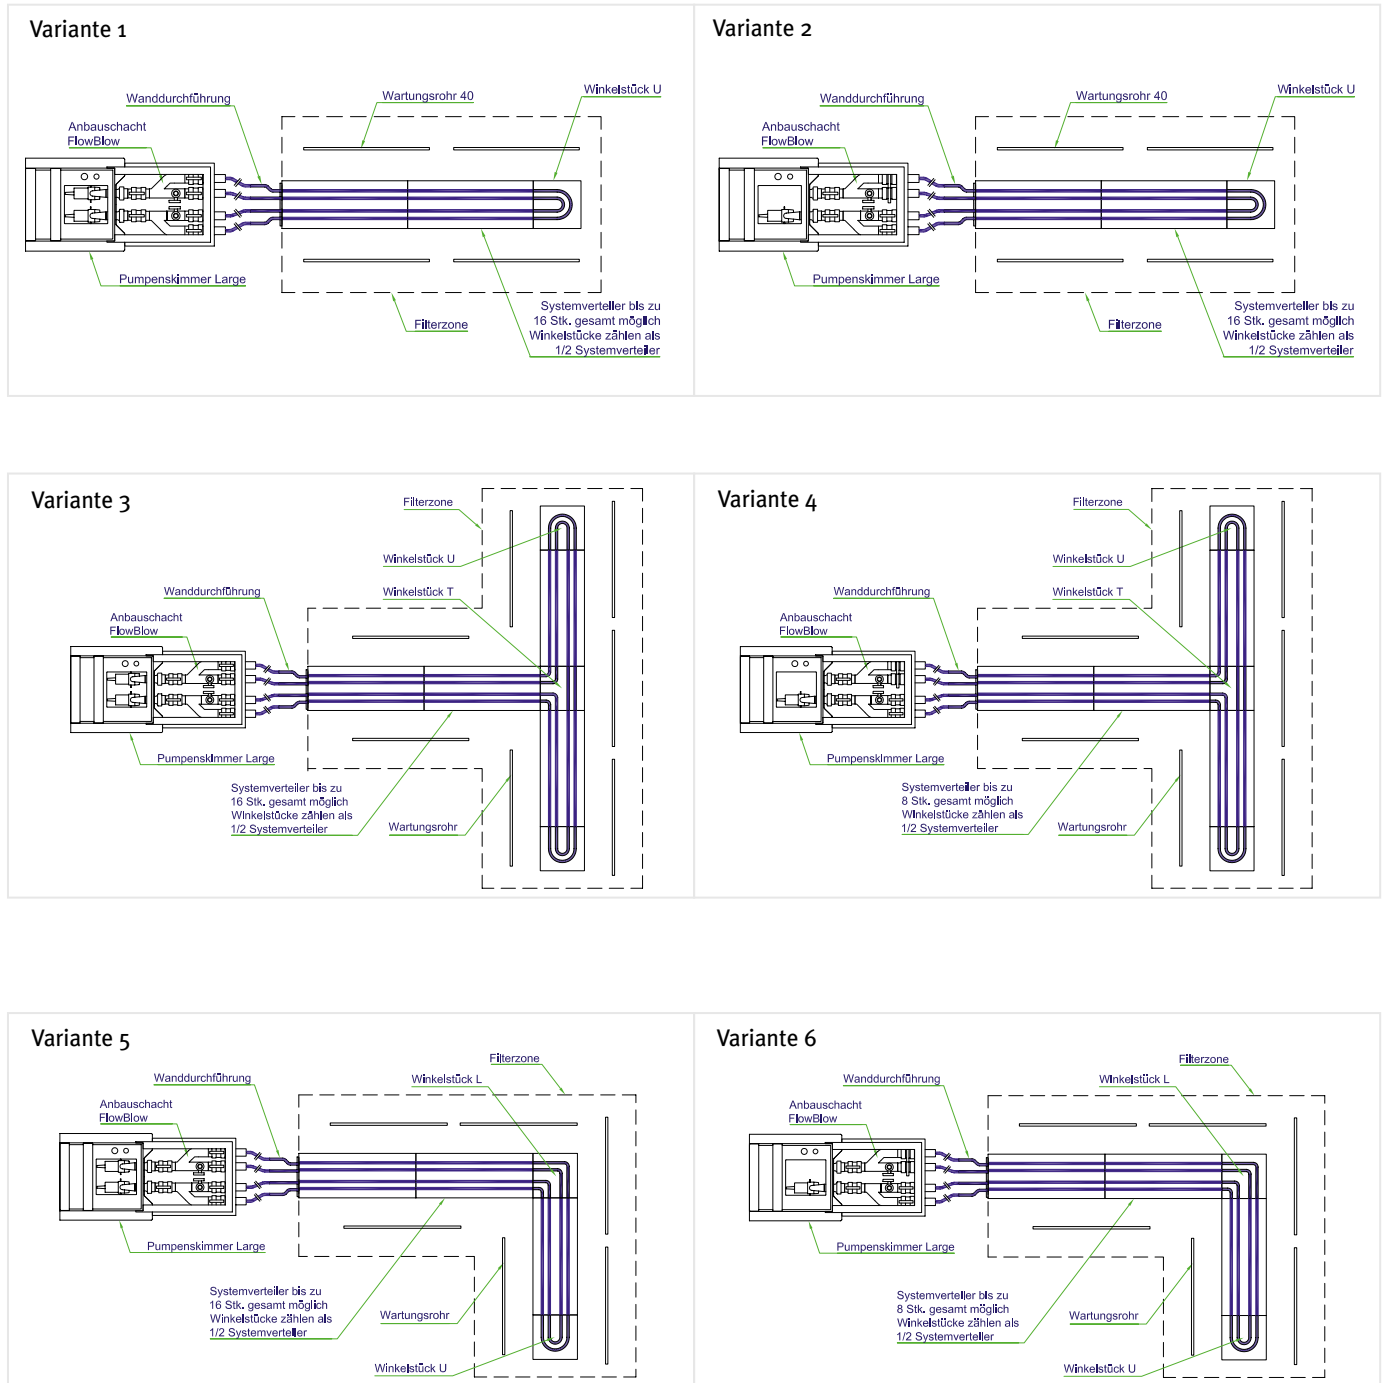 Variante 1
Wanddurchführung
Wartungsrohr 40
Winkelstück U
Anbauschacht
FlowBlow
Pumpenskimmer Large
Filterzone
Systemverteiler bis zu
16 Stk. gesamt möglich
Winkelstücke zählen als
1/2 Systemverteiler
Variante 2
Wanddurchführung
Wartungsrohr 40
Winkelstück U
Anbauschacht
FlowBlow
Pumpenskimmer Large
Filterzone
Systemverteiler bis zu
16 Stk. gesamt möglich
Winkelstücke zählen als
1/2 Systemverteiler
Variante 3
Filterzone
Winkelstück U
Wanddurchführung
Winkelstück T
Anbauschacht
FlowBlow
Pumpenskimmer Large
Systemverteiler bis zu
16 Stk. gesamt möglich
Winkelstücke zählen als
1/2 Systemverteiler
Wartungsrohr
Variante 4
Filterzone
Winkelstück U
Wanddurchführung
Winkelstück T
Anbauschacht
FlowBlow
Pumpenskimmer Large
Systemverteiler bis zu
8 Stk. gesamt möglich
Winkelstücke zählen als
1/2 Systemverteiler
Wartungsrohr
Variante 5
Filterzone
Wanddurchführung
Winkelstück L
Anbauschacht
FlowBlow
Pumpenskimmer Large
Systemverteiler bis zu
16 Stk. gesamt möglich
Winkelstücke zählen als
1/2 Systemverteiler
Wartungsrohr
Winkelstück U
Variante 6
Filterzone
Wanddurchführung
Winkelstück L
Anbauschacht
FlowBlow
Pumpenskimmer Large
Systemverteiler bis zu
8 Stk. gesamt möglich
Winkelstücke zählen als
1/2 Systemverteiler
Wartungsrohr
Winkelstück U